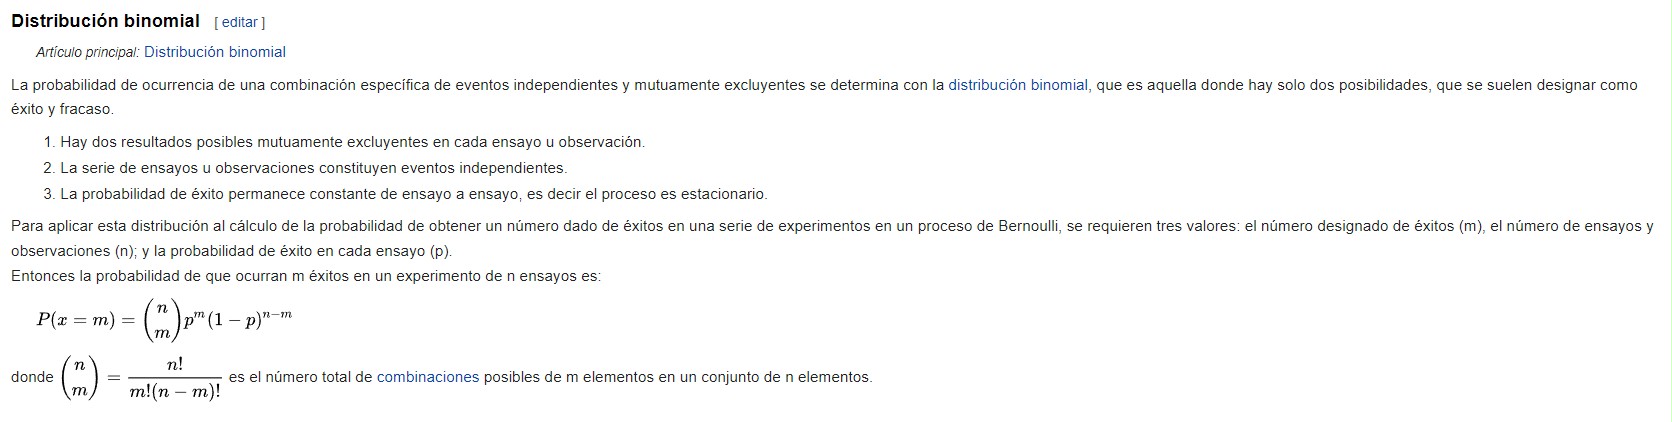 Distribución binomial [ editar ]
Artículo principal: Distribución binomial
La probabilidad de ocurrencia de una combinación específica de eventos independientes y mutuamente excluyentes se determina con la distribución binomial, que es aquella donde hay solo dos posibilidades, que se suelen designar como
éxito y fracaso.
1. Hay dos resultados posibles mutuamente excluyentes en cada ensayo u observación.
2. La serie de ensayos u observaciones constituyen eventos independientes.
3. La probabilidad de éxito permanece constante de ensayo a ensayo, es decir el proceso es estacionario.
Para aplicar esta distribución al cálculo de la probabilidad de obtener un número dado de éxitos en una serie de experimentos en un proceso de Bernoulli, se requieren tres valores: el número designado de éxitos (m), el número de ensayos y
observaciones (n); y la probabilidad de éxito en cada ensayo (p).
Entonces la probabilidad de que ocurran m éxitos en un experimento de n ensayos es:
$P(x = m) = \binom{n}{m} p^m (1 - p)^{n-m}$
donde $\binom{n}{m} = \frac{n!}{m!(n - m)!}$ es el número total de combinaciones posibles de m elementos en un conjunto de n elementos.